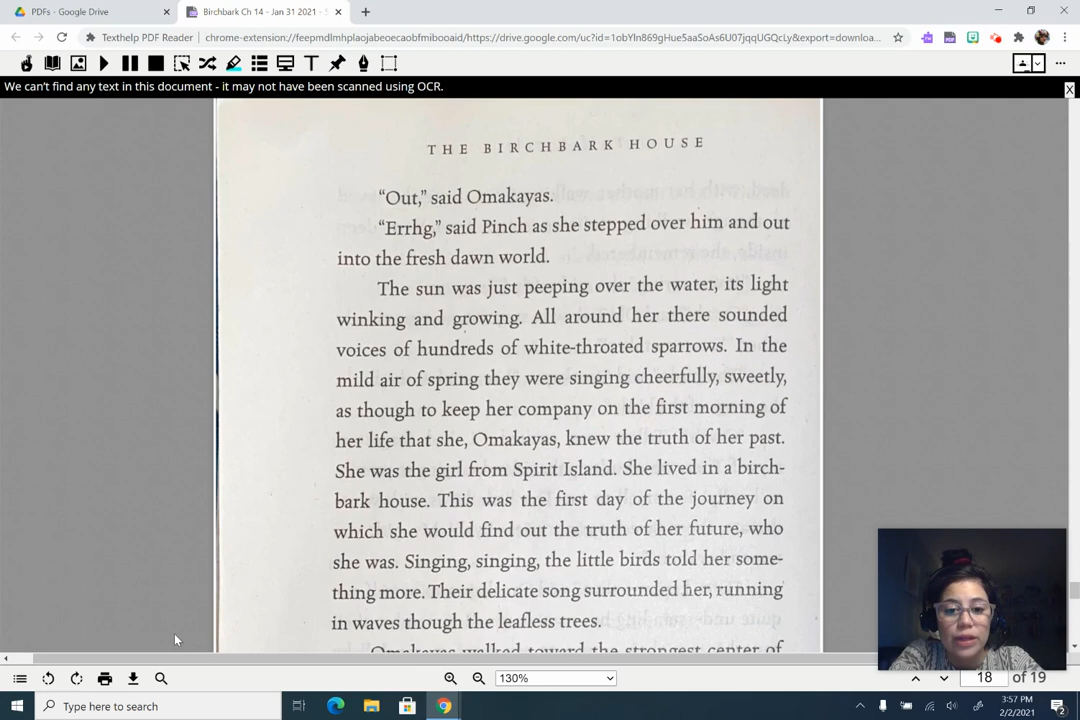 PDFs - Google Drive
Birchbark Ch 14 - Jan 31 2021 - S
Texthelp PDF Reader
chrome-extension://feepmdlmhplaojabeoecaobfmibooaid/https://drive.google.com/uc?id=1obYln869gHue5aaSoAs6U07jqqUGQcLy&export=downloa...
We can't find any text in this document - it may not have been scanned using OCR.
X
THE BIRCHBARK HOUSE
“Out,” said Omakayas.
“Errhg,” said Pinch as she stepped over him and out
into the fresh dawn world.
The sun was just peeping over the water, its light
winking and growing. All around her there sounded
voices of hundreds of white-throated sparrows. In the
mild air of spring they were singing cheerfully, sweetly,
as though to keep her company on the first morning of
her life that she, Omakayas, knew the truth of her past.
She was the girl from Spirit Island. She lived in a birch-
bark house. This was the first day of the journey on
which she would find out the truth of her future, who
she was. Singing, singing, the little birds told her some-
thing more. Their delicate song surrounded her, running
in waves though the leafless trees.
Omakayas walked toward the strongest center of
130%
18 of 19
Type here to search
3:57 PM
2/2/2021
2